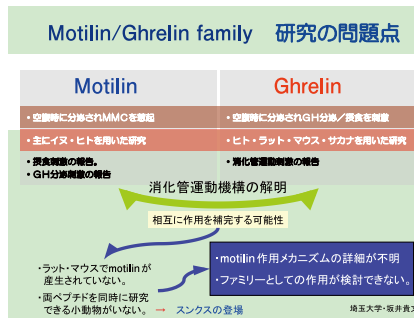 Motilin/Ghrelin family 研究の問題点
Motilin
Ghrelin
・空腹時に分泌されMMCを惹起
・空腹時に分泌されGH分泌／摂食を刺激
・主にイヌ・ヒトを用いた研究
・ヒト・ラット・マウス・サカナを用いた研究
・摂食刺激の報告。
・GH分泌刺激の報告
・消化管運動刺激の報告
消化管運動機構の解明
相互に作用を補完する可能性
・ラット・マウスでmotilinが
産生されていない。
・両ペプチドを同時に研究
できる小動物がいない。 → スンクスの登場
・motilin 作用メカニズムの詳細が不明
・ファミリーとしての作用が検討できない。
埼玉大学・坂井貴文